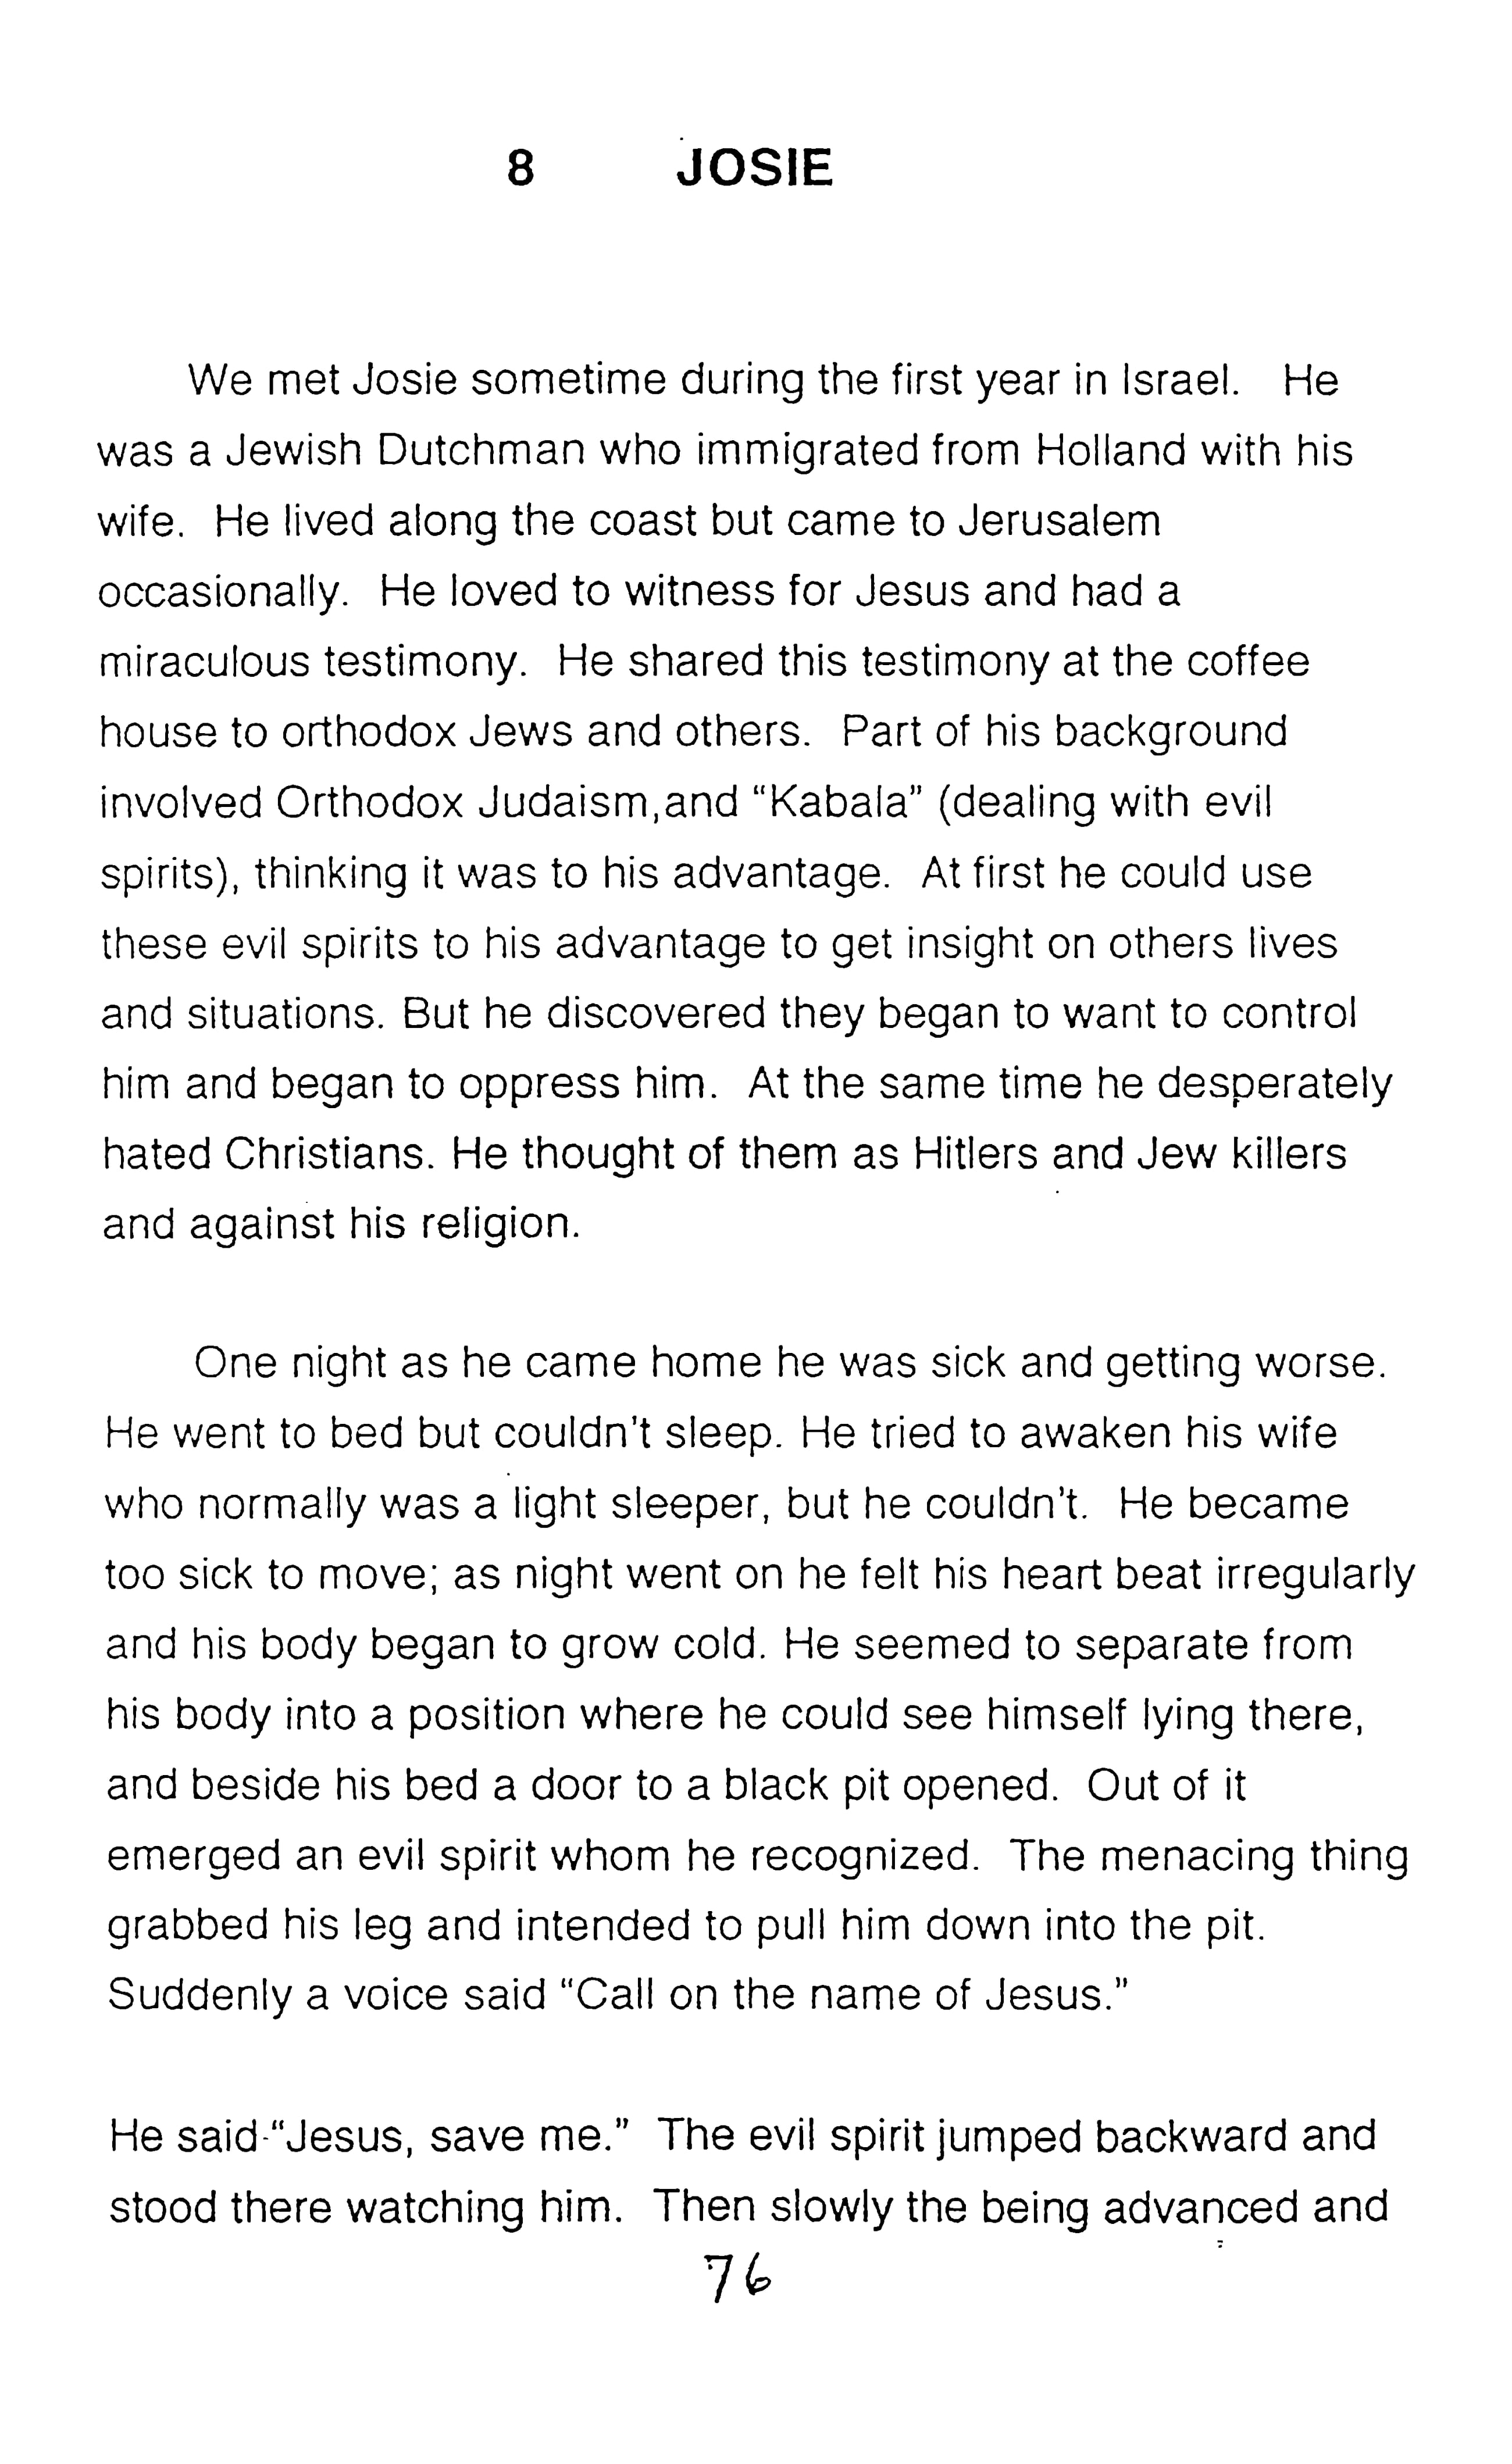 8 JOSIE
We met Josie sometime during the first year in Israel. He
was a Jewish Dutchman who immigrated from Holland with his
wife. He lived along the coast but came to Jerusalem
occasionally. He loved to witness for Jesus and had a
miraculous testimony. He shared this testimony at the coffee
house to orthodox Jews and others. Part of his background
involved Orthodox Judaism,and “Kabala” (dealing with evil
spirits), thinking it was to his advantage. At first he could use
these evil spirits to his advantage to get insight on others lives
and situations. But he discovered they began to want to control
him and began to oppress him. At the same time he desperately
hated Christians. He thought of them as Hitlers and Jew killers
and against his religion.
One night as he came home he was sick and getting worse.
He went to bed but couldn't sleep. He tried to awaken his wife
who normally was a light sleeper, but he couldn't. He became
too sick to move; as night went on he felt his heart beat irregularly
and his body began to grow cold. He seemed to separate from
his body into a position where he could see himself lying there,
and beside his bed a door to a black pit opened. Out of it
emerged an evil spirit whom he recognized. The menacing thing
grabbed his leg and intended to pull him down into the pit.
Suddenly a voice said “Call on the name of Jesus.”
He said-“Jesus, save me.” The evil spirit jumped backward and
stood there watching him. Then slowly the being advanced and
76